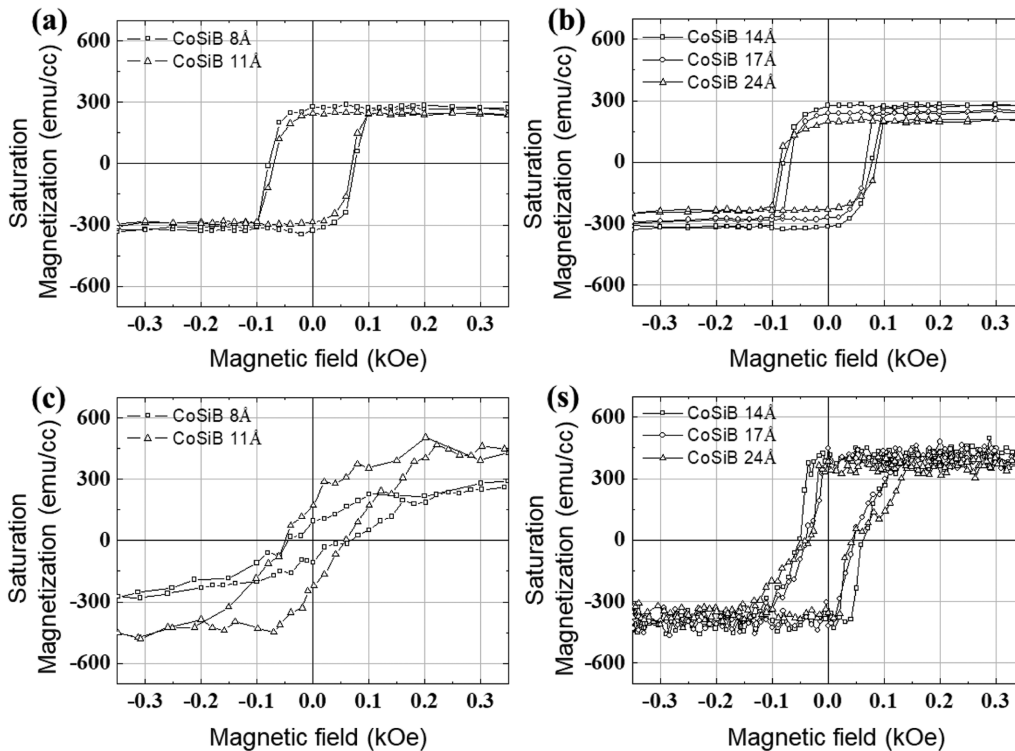 (a)
CoSiB 8Å
CoSiB 11Å
600
300
0
-300
-600
Saturation
Magnetization (emu/cc)
-0.3 -0.2 -0.1 0.0 0.1 0.2 0.3
Magnetic field (kOe)
(b)
CoSiB 14Å
CoSiB 17Å
CoSiB 24Å
600
300
0
-300
-600
Saturation
Magnetization (emu/cc)
-0.3 -0.2 -0.1 0.0 0.1 0.2 0.3
Magnetic field (kOe)
(c)
CoSiB 8Å
CoSiB 11Å
600
300
0
-300
-600
Saturation
Magnetization (emu/cc)
-0.3 -0.2 -0.1 0.0 0.1 0.2 0.3
Magnetic field (kOe)
(s)
CoSiB 14Å
CoSiB 17Å
CoSiB 24Å
600
300
0
-300
-600
Saturation
Magnetization (emu/cc)
-0.3 -0.2 -0.1 0.0 0.1 0.2 0.3
Magnetic field (kOe)